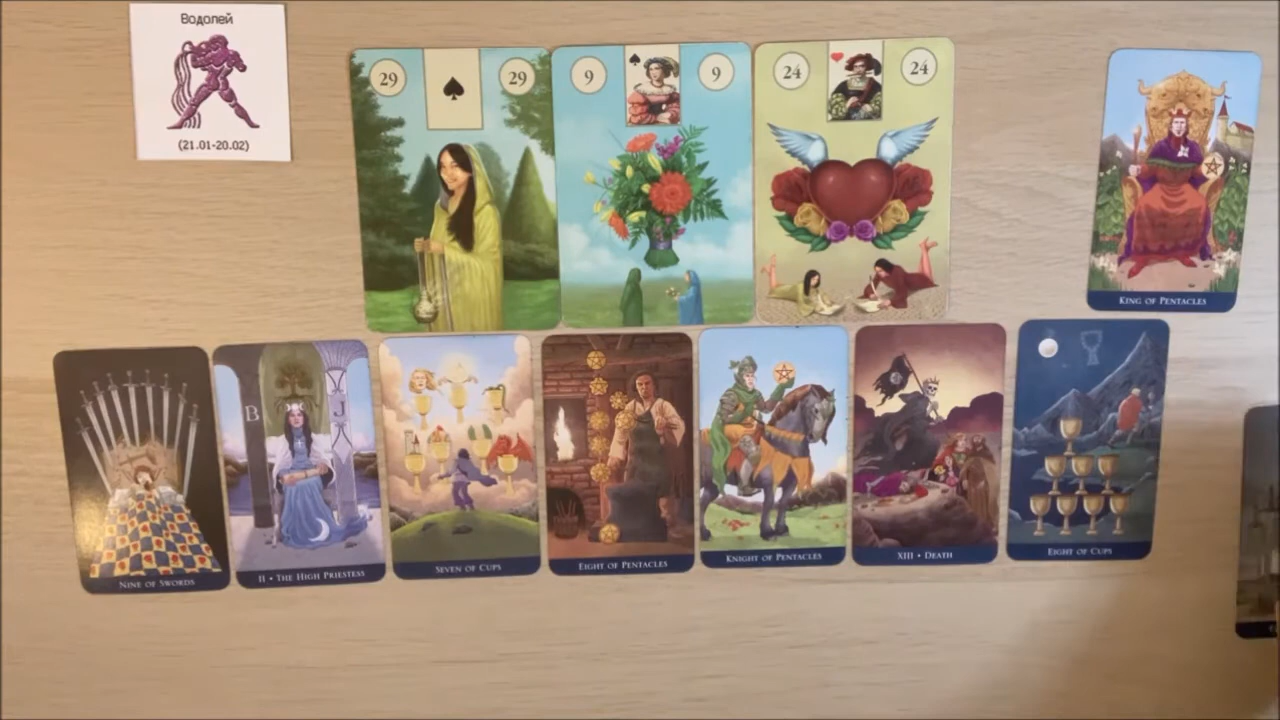 Водолей
(21.01-20.02)
29 29
9 9
24 24
KING OF PENTACLES
B J
NINE OF SWORDS
II • THE HIGH PRIESTESS
SEVEN OF CUPS
EIGHT OF PENTACLES
KNIGHT OF PENTACLES
XIII • DEATH
EIGHT OF CUPS